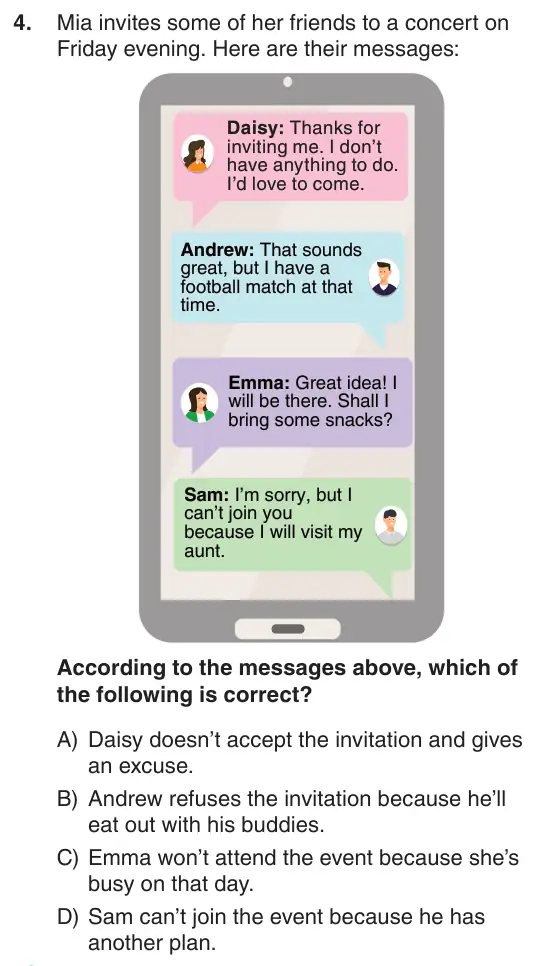 4. Mia invites some of her friends to a concert on
Friday evening. Here are their messages:
Daisy: Thanks for
inviting me. I don't
have anything to do.
I'd love to come.
Andrew: That sounds
great, but I have a
football match at that
time.
Emma: Great idea! I
will be there. Shall I
bring some snacks?
Sam: I'm sorry, but I
can't join you
because I will visit my
aunt.
According to the messages above, which of
the following is correct?
A) Daisy doesn't accept the invitation and gives
an excuse.
B) Andrew refuses the invitation because he'll
eat out with his buddies.
C) Emma won't attend the event because she's
busy on that day.
D) Sam can't join the event because he has
another plan.